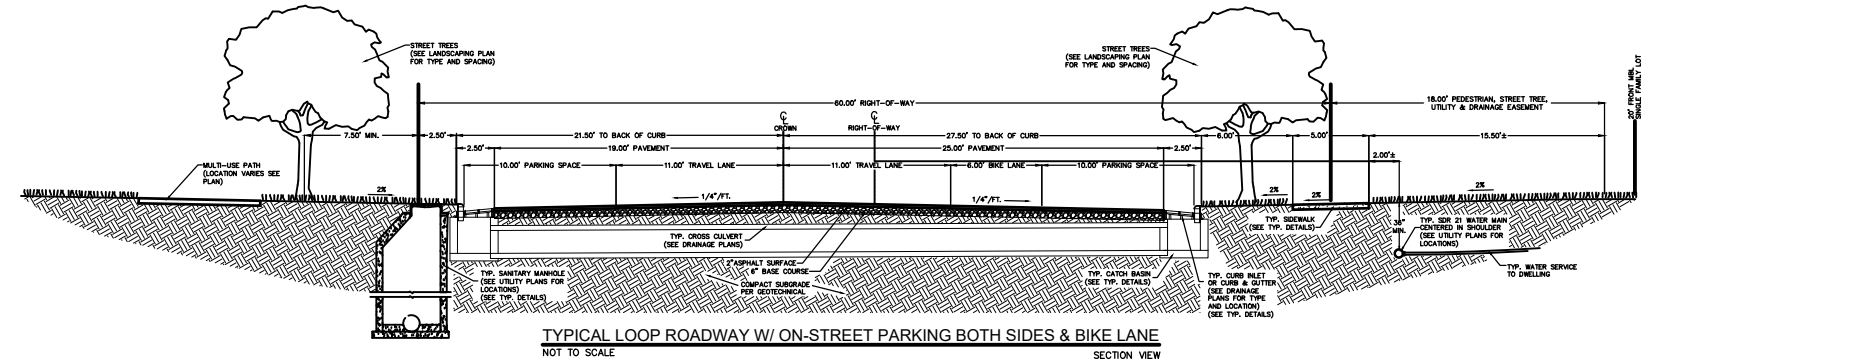 STREET TREES
(SEE LANDSCAPING PLAN
FOR TYPE AND SPACING)
STREET TREES
(SEE LANDSCAPING PLAN
FOR TYPE AND SPACING)
20' FRONT MBL
SINGLE FAMILY LOT
60.00' RIGHT-OF-WAY
18.00' PEDESTRIAN, STREET TREE,
UTILITY & DRAINAGE EASEMENT
CL
CROWN
CL
RIGHT-OF-WAY
7.50' MIN.
2.50'
21.50' TO BACK OF CURB
27.50' TO BACK OF CURB
6.00'
5.00'
15.50'±
2.50'
19.00' PAVEMENT
25.00' PAVEMENT
2.50'
2.00'±
10.00' PARKING SPACE
11.00' TRAVEL LANE
11.00' TRAVEL LANE
6.00' BIKE LANE
10.00' PARKING SPACE
MULTI-USE PATH
(LOCATION VARIES SEE
PLAN)
2%
1/4"/FT.
1/4"/FT.
2%
2%
2%
TYP. CROSS CULVERT
(SEE DRAINAGE PLANS)
2" ASPHALT SURFACE
6" BASE COURSE
COMPACT SUBGRADE
PER GEOTECHNICAL
TYP. SANITARY MANHOLE
(SEE UTILITY PLANS FOR
LOCATIONS)
(SEE TYP. DETAILS)
TYP. CATCH BASIN
(SEE TYP. DETAILS)
TYP. CURB INLET
OR CURB & GUTTER
(SEE DRAINAGE
PLANS FOR TYPE
AND LOCATION)
(SEE TYP. DETAILS)
TYP. SIDEWALK
(SEE TYP. DETAILS)
36"
MIN.
TYP. SDR 21 WATER MAIN
CENTERED IN SHOULDER
(SEE UTILITY PLANS FOR
LOCATIONS)
TYP. WATER SERVICE
TO DWELLING
TYPICAL LOOP ROADWAY W/ ON-STREET PARKING BOTH SIDES & BIKE LANE
NOT TO SCALE
SECTION VIEW